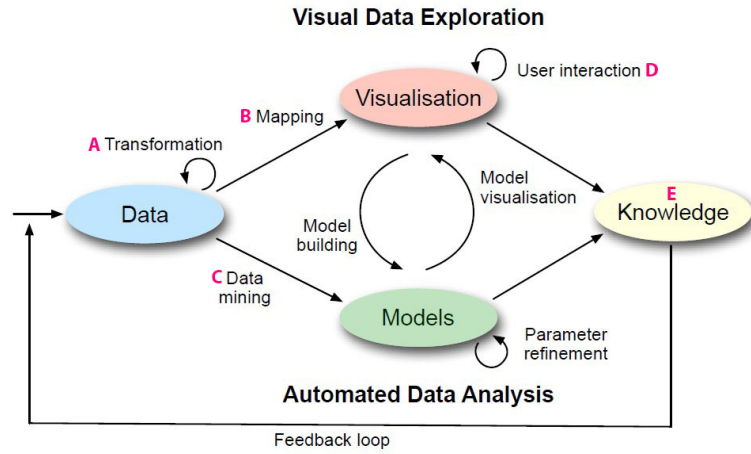 Visual Data Exploration
User interaction D
Visualisation
B Mapping
A Transformation
Model
visualisation
E
Data
Knowledge
Model
building
C Data
mining
Models
Parameter
refinement
Automated Data Analysis
Feedback loop